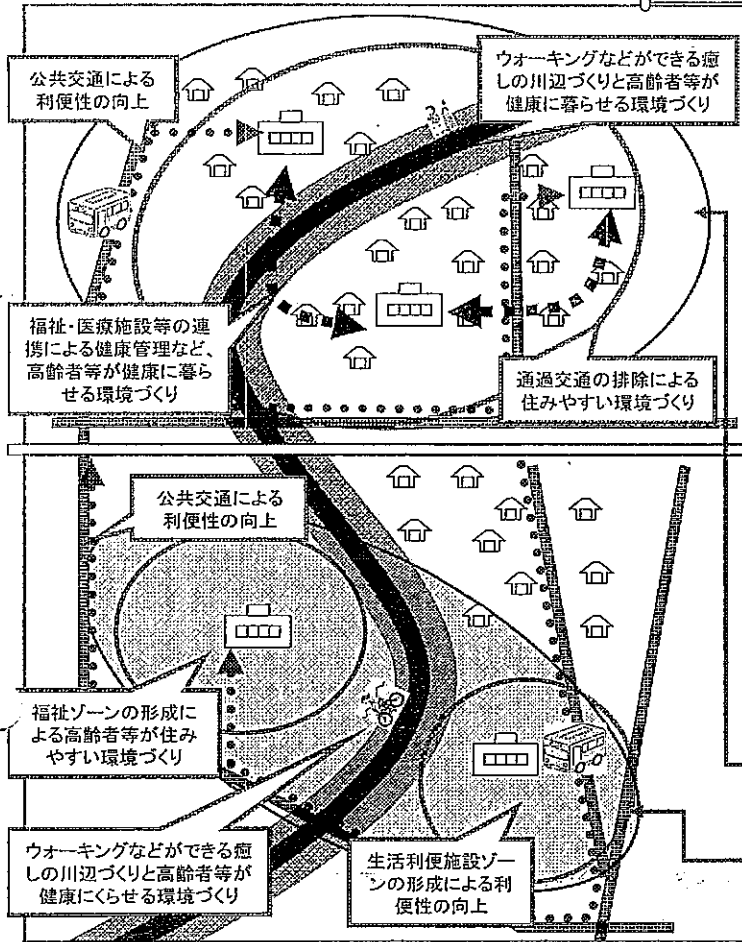 公共交通による
利便性の向上
ウォーキングなどができる癒
しの川辺づくりと高齢者等が
健康に暮らせる環境づくり
福祉・医療施設等の連
携による健康管理など、
高齢者等が健康に暮ら
せる環境づくり
通過交通の排除による
住みやすい環境づくり
公共交通による
利便性の向上
福祉ゾーンの形成に
よる高齢者等が住み
やすい環境づくり
ウォーキングなどができる癒
しの川辺づくりと高齢者等が
健康にくらせる環境づくり
生活利便施設ゾー
ンの形成による利
便性の向上